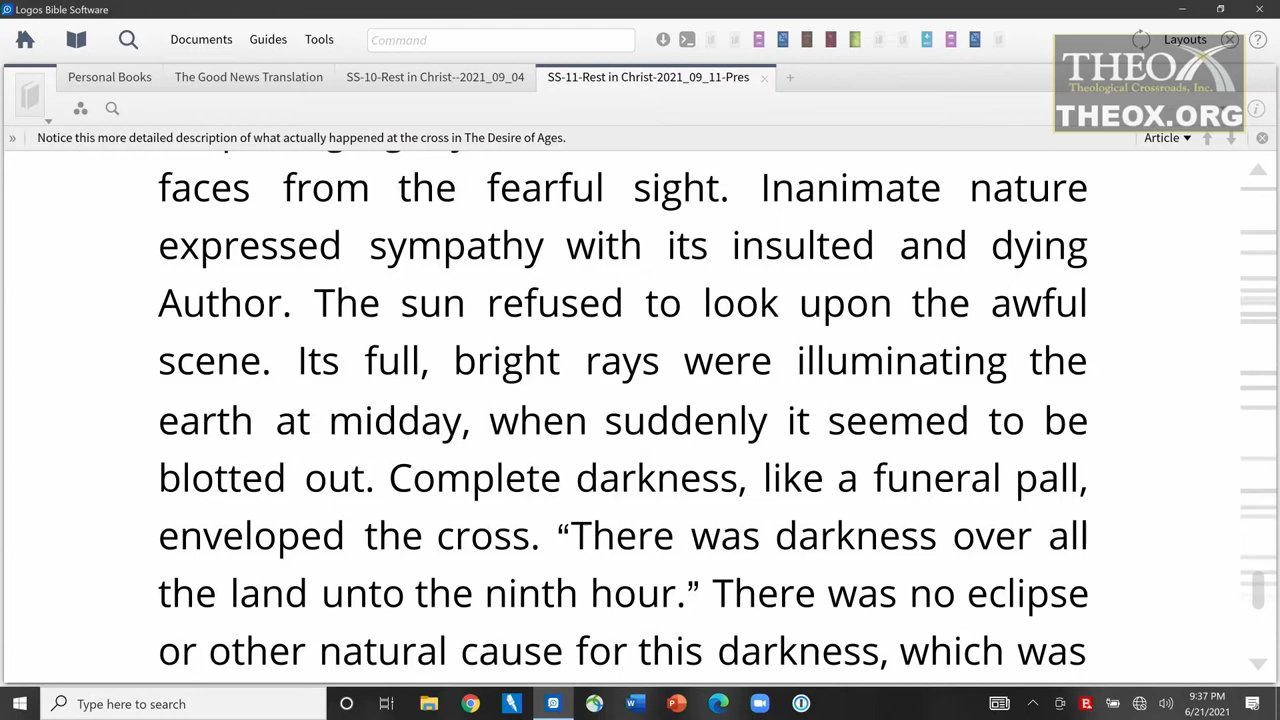 Logos Bible Software
Documents Guides Tools Command Layouts
THEOX
Theological Crossroads, Inc.
THEOX.ORG
Personal Books The Good News Translation SS-10-Rest in Christ--2021_09_04 SS-11-Rest in Christ-2021_09_11-Pres
» Notice this more detailed description of what actually happened at the cross in The Desire of Ages. Article
faces from the fearful sight. Inanimate nature
expressed sympathy with its insulted and dying
Author. The sun refused to look upon the awful
scene. Its full, bright rays were illuminating the
earth at midday, when suddenly it seemed to be
blotted out. Complete darkness, like a funeral pall,
enveloped the cross. “There was darkness over all
the land unto the ninth hour.” There was no eclipse
or other natural cause for this darkness, which was
Type here to search
9:37 PM
6/21/2021